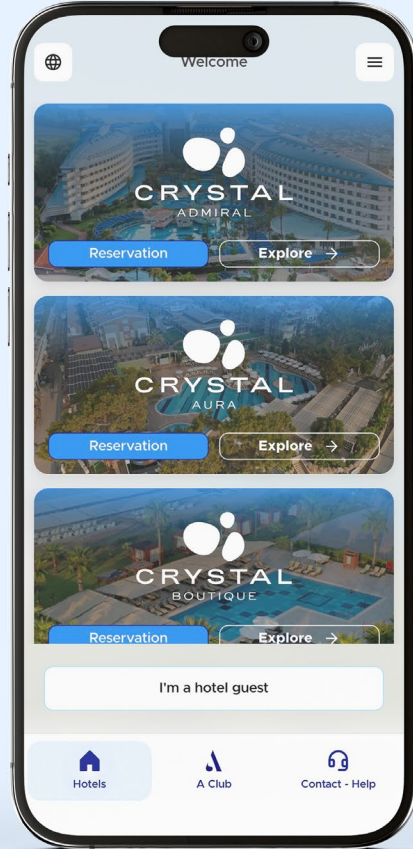 Welcome
CRYSTAL
ADMIRAL
Reservation
Explore →
CRYSTAL
AURA
Reservation
Explore →
CRYSTAL
BOUTIQUE
Reservation
Explore →
I'm a hotel guest
Hotels
A Club
Contact - Help